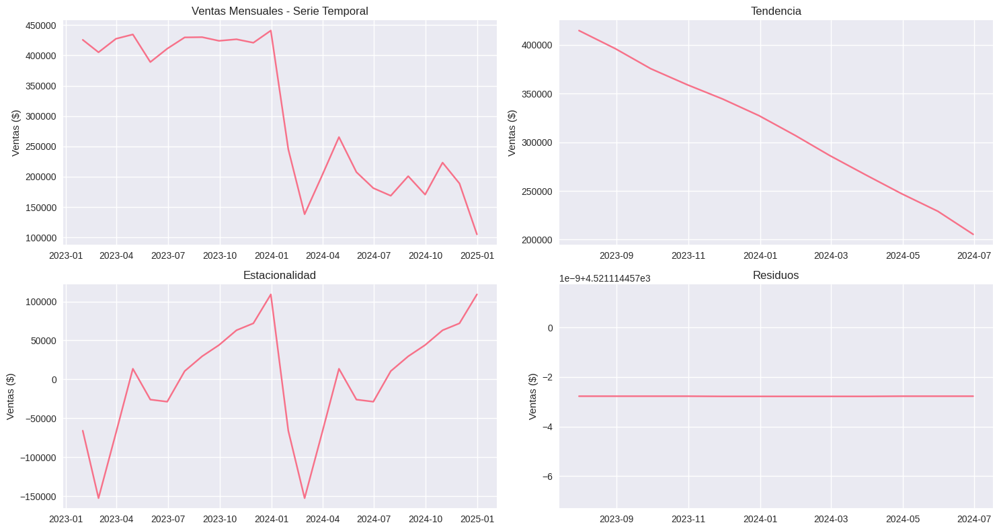 Ventas Mensuales - Serie Temporal
Ventas ($)
450000
400000
350000
300000
250000
200000
150000
100000
2023-01 2023-04 2023-07 2023-10 2024-01 2024-04 2024-07 2024-10 2025-01
Tendencia
Ventas ($)
400000
350000
300000
250000
200000
2023-09 2023-11 2024-01 2024-03 2024-05 2024-07
Estacionalidad
Ventas ($)
100000
50000
0
−50000
−100000
−150000
2023-01 2023-04 2023-07 2023-10 2024-01 2024-04 2024-07 2024-10 2025-01
Residuos
1e−9+4.521114457e3
Ventas ($)
0
−2
−4
−6
2023-09 2023-11 2024-01 2024-03 2024-05 2024-07